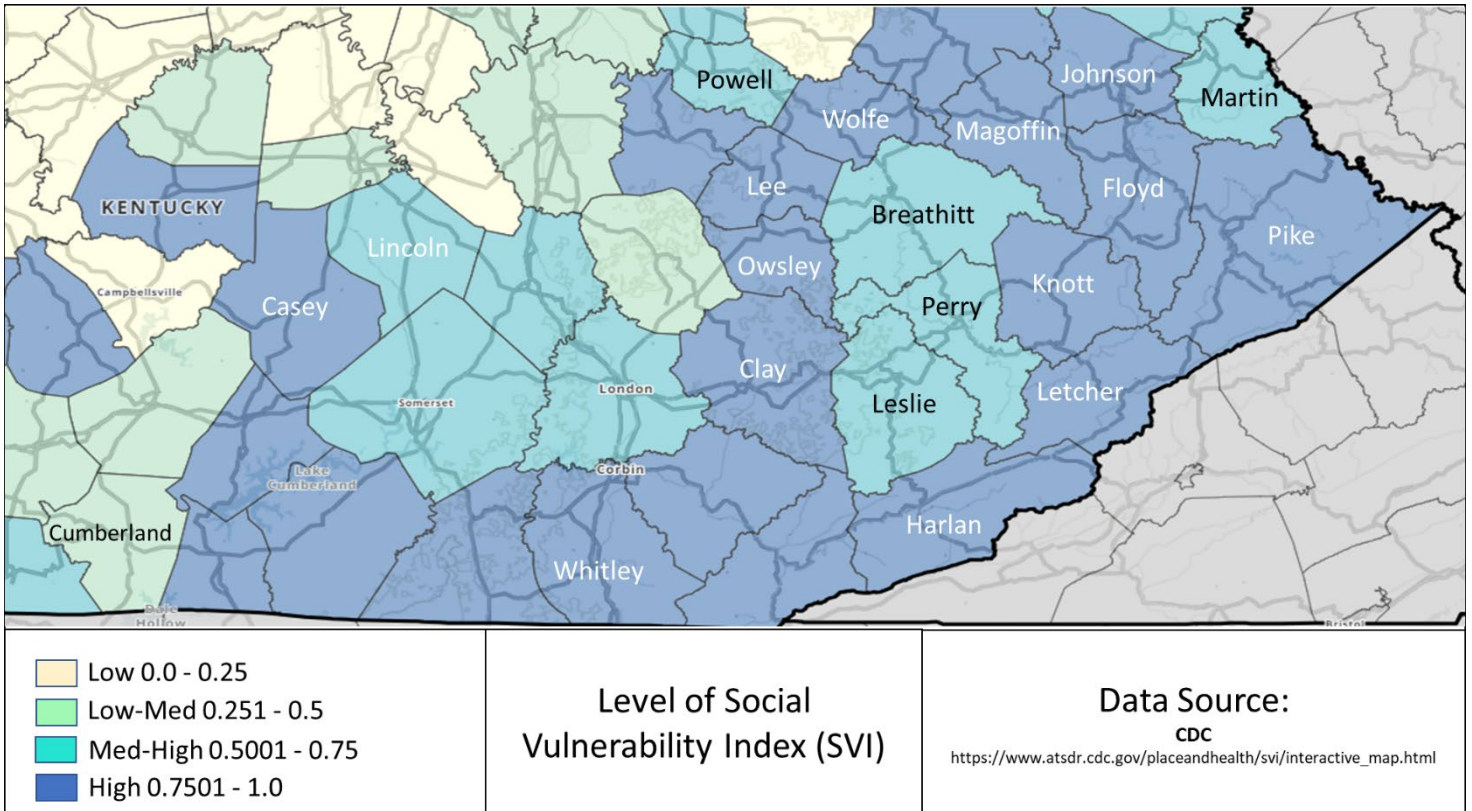 Powell
Johnson
Martin
Wolfe
Magoffin
Lee
Floyd
KENTUCKY
Breathitt
Lincoln
Pike
Owsley
Knott
Campbellsville
Casey
Perry
Clay
London
Letcher
Somerset
Leslie
Corbin
Lake
Cumberland
Harlan
Cumberland
Whitley
Dale
Hollow
Bristol
Low 0.0 - 0.25
Low-Med 0.251 - 0.5
Med-High 0.5001 - 0.75
High 0.7501 - 1.0
Level of Social
Vulnerability Index (SVI)
Data Source:
CDC
https://www.atsdr.cdc.gov/placeandhealth/svi/interactive_map.html